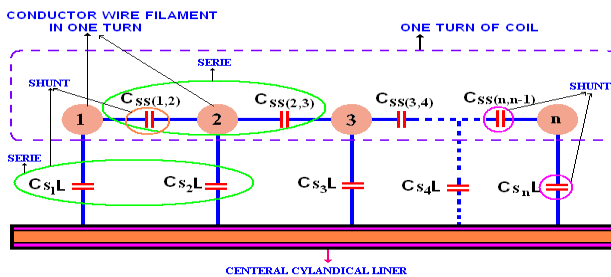 CONDUCTOR WIRE FILAMENT
IN ONE TURN
ONE TURN OF COIL
SERIE
SHUNT
SHUNT
CSS(1,2)
CSS(2,3)
CSS(3,4)
CSS(n,n-1)
1
2
3
n
SERIE
CS1L
CS2L
CS3L
CS4L
CSnL
CENTERAL CYLANDICAL LINER